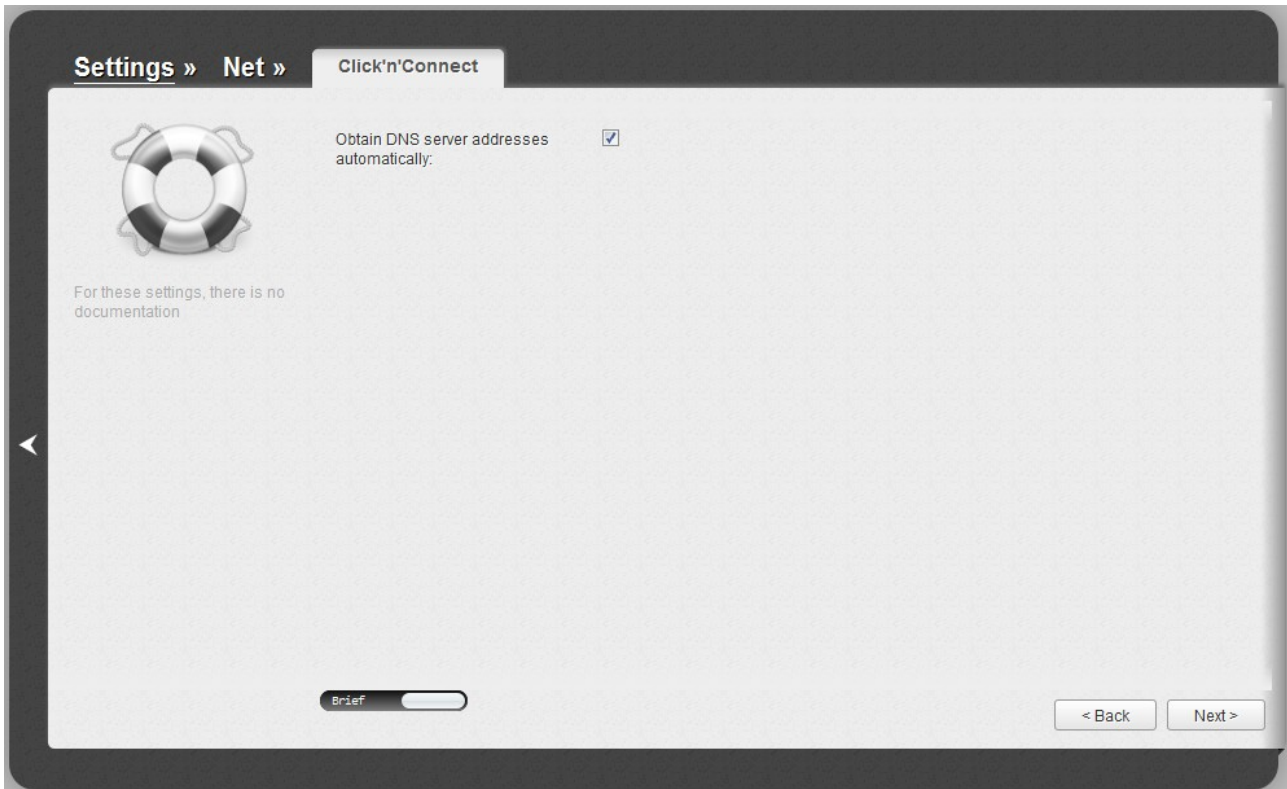 Settings » Net » Click'n'Connect
Obtain DNS server addresses
automatically:
For these settings, there is no
documentation
Brief
< Back Next >